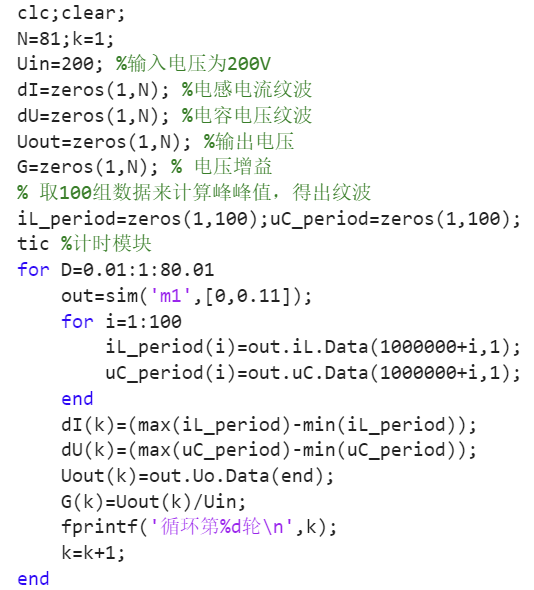 clc;clear;
N=81;k=1;
Uin=200; %输入电压为200V
dI=zeros(1,N); %电感电流纹波
dU=zeros(1,N); %电容电压纹波
Uout=zeros(1,N); %输出电压
G=zeros(1,N); % 电压增益
% 取100组数据来计算峰峰值，得出纹波
iL_period=zeros(1,100);uC_period=zeros(1,100);
tic %计时模块
for D=0.01:1:80.01
    out=sim('m1',[0,0.11]);
    for i=1:100
        iL_period(i)=out.iL.Data(1000000+i,1);
        uC_period(i)=out.uC.Data(1000000+i,1);
    end
    dI(k)=(max(iL_period)-min(iL_period));
    dU(k)=(max(uC_period)-min(uC_period));
    Uout(k)=out.Uo.Data(end);
    G(k)=Uout(k)/Uin;
    fprintf('循环第%d轮\n',k);
    k=k+1;
end